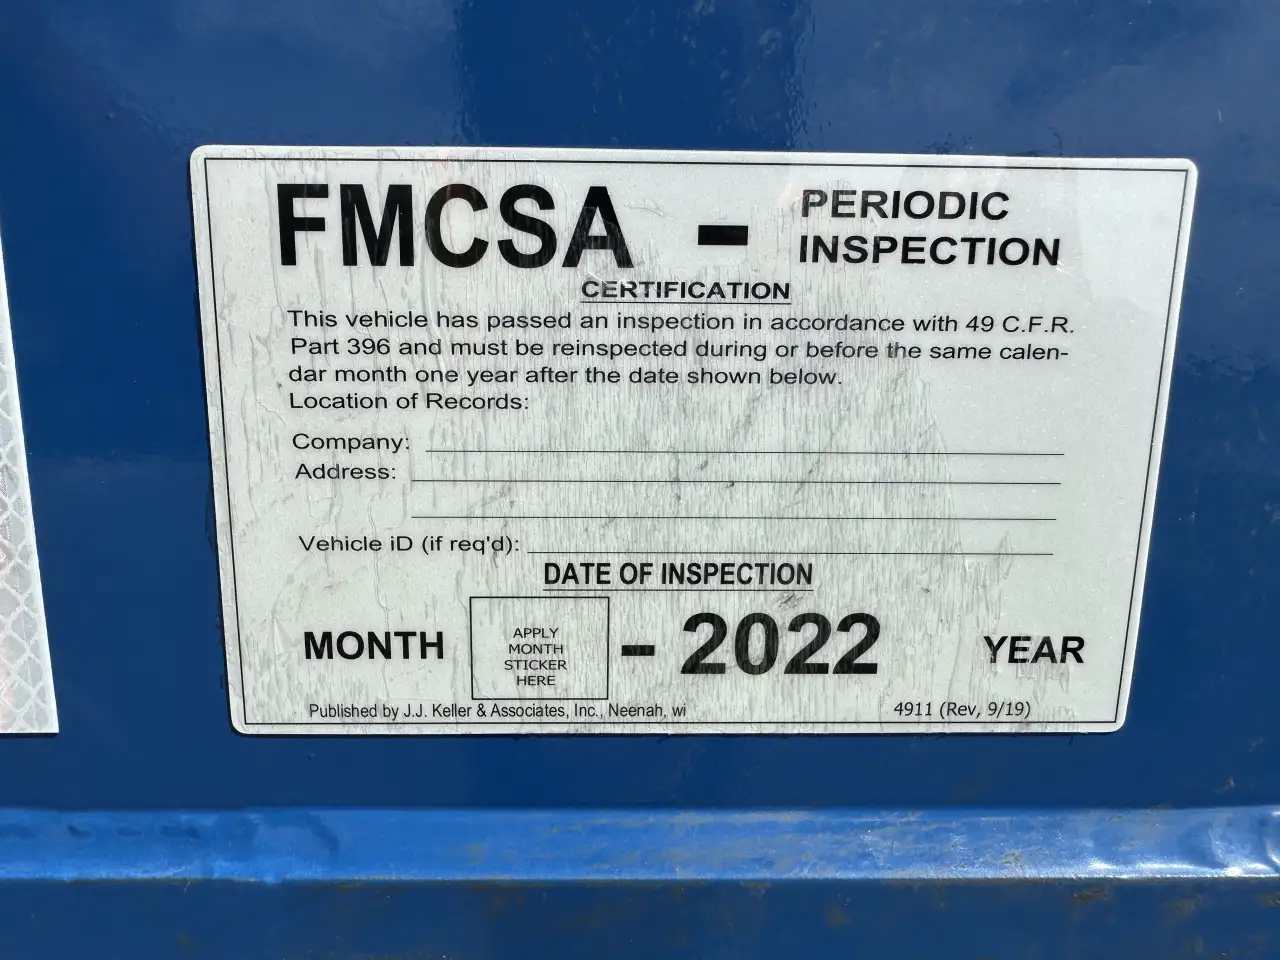 FMCSA - PERIODIC
INSPECTION
CERTIFICATION
This vehicle has passed an inspection in accordance with 49 C.F.R.
Part 396 and must be reinspected during or before the same calen-
dar month one year after the date shown below.
Location of Records:
Company:
Address:
Vehicle iD (if req'd):
DATE OF INSPECTION
MONTH
APPLY
MONTH
STICKER
HERE
- 2022 YEAR
Published by J.J. Keller & Associates, Inc., Neenah, wi
4911 (Rev, 9/19)